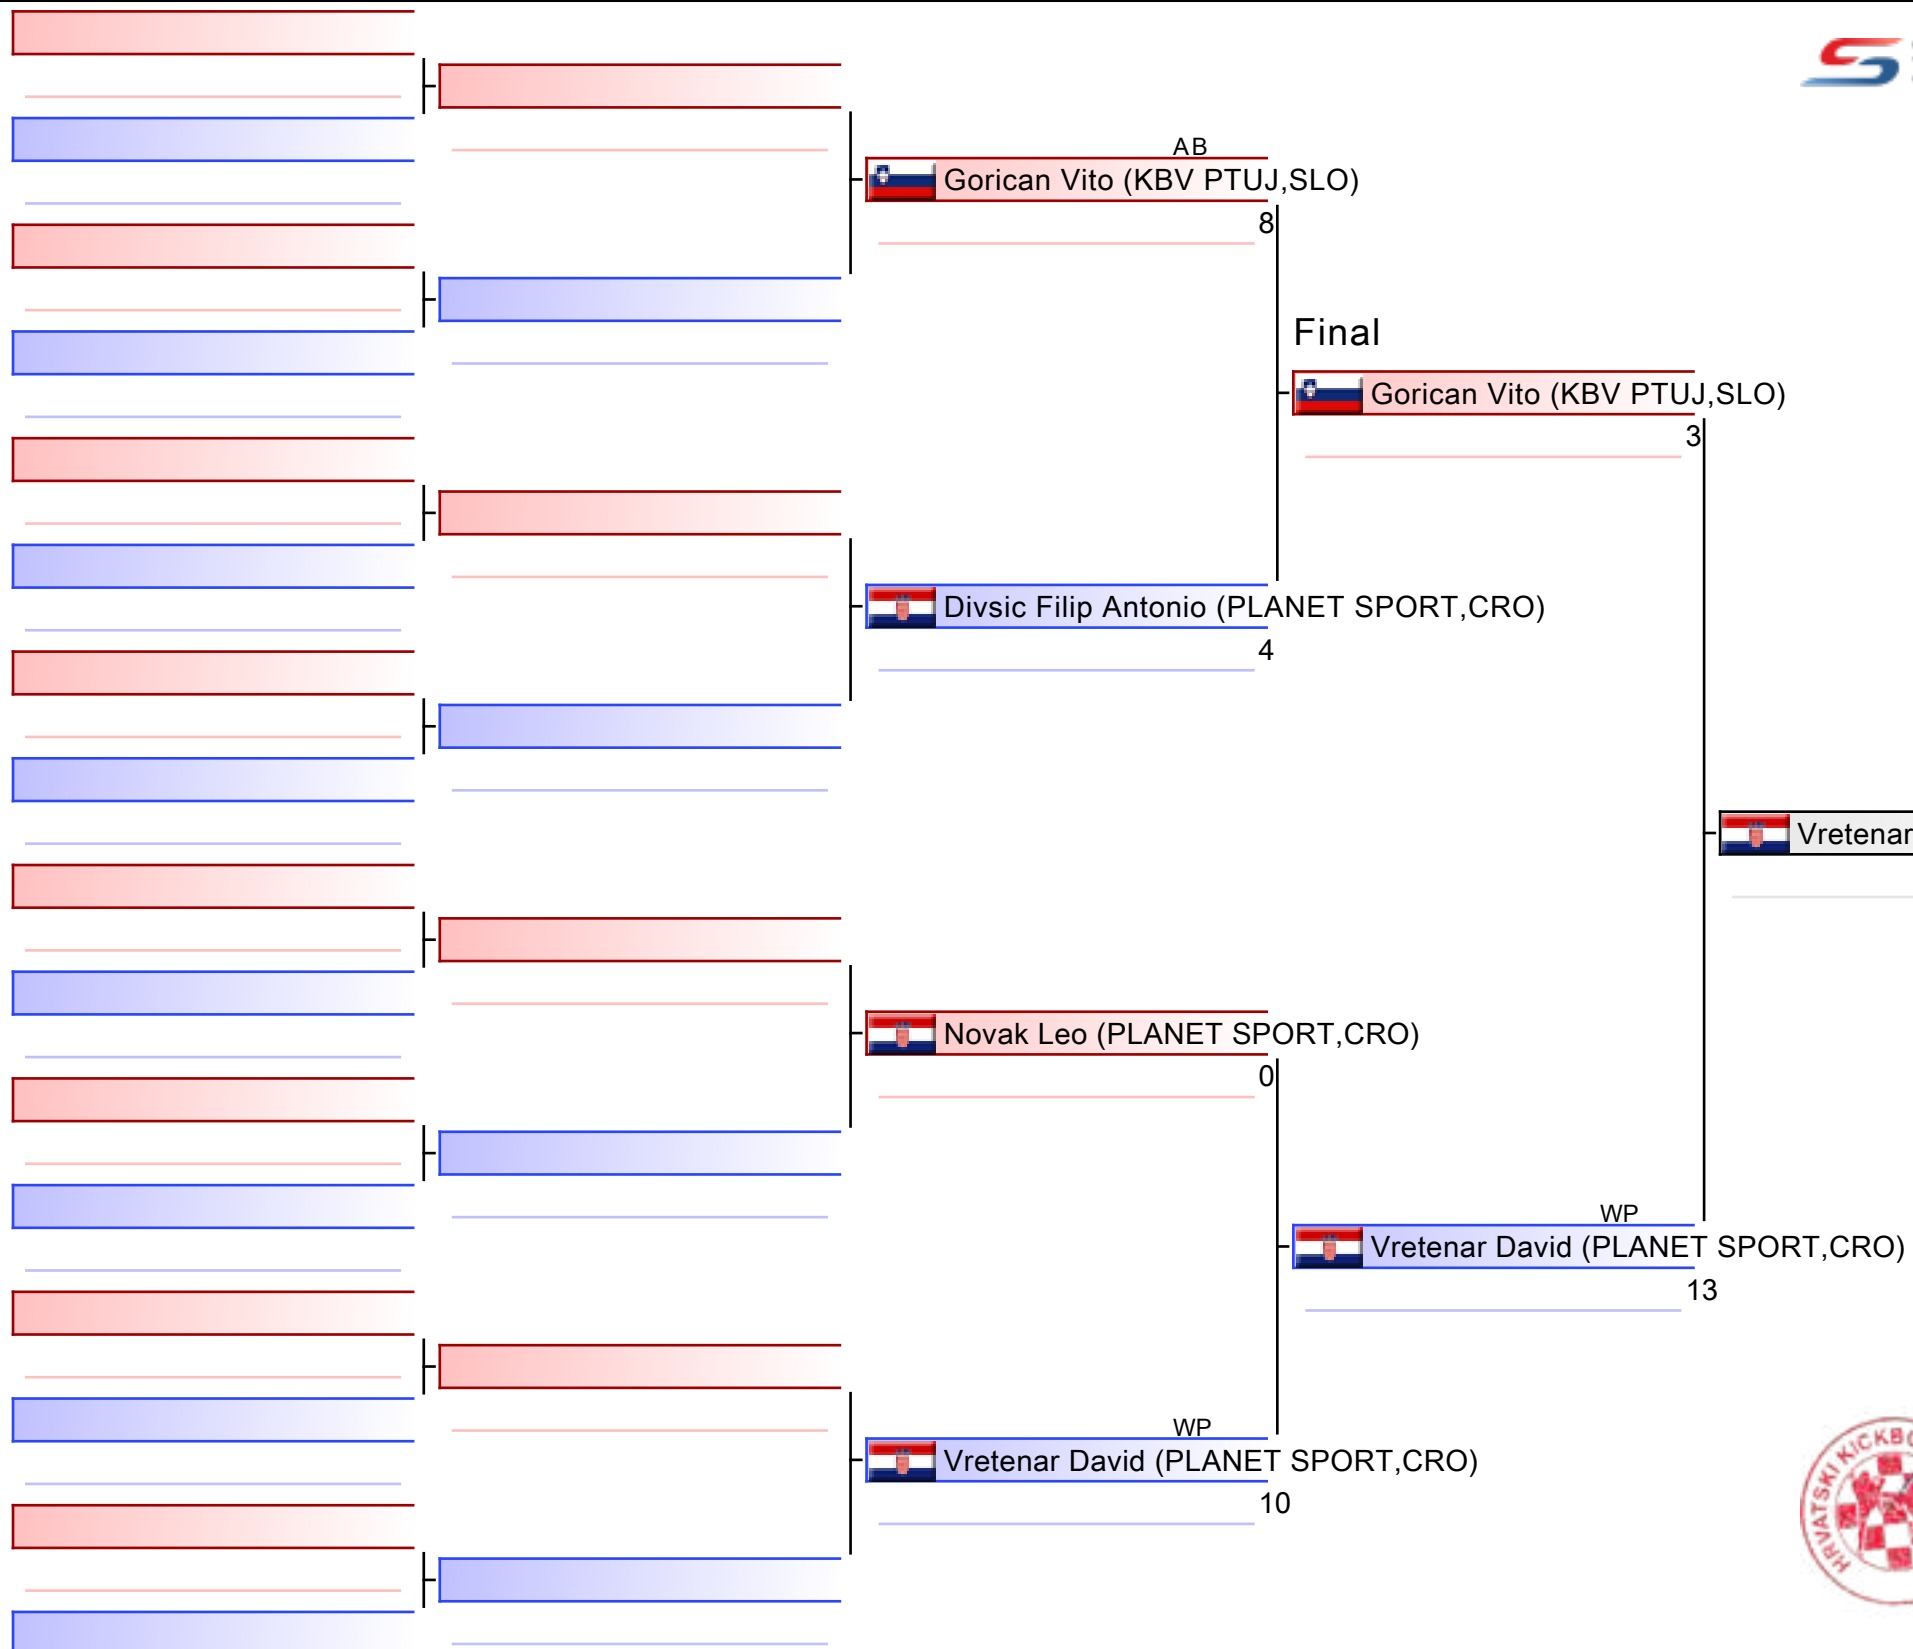 AB
Gorican Vito (KBV PTUJ,SLO)
8
Final
Gorican Vito (KBV PTUJ,SLO)
3
Divsic Filip Antonio (PLANET SPORT,CRO)
4
Vretenar
Novak Leo (PLANET SPORT,CRO)
0
WP
Vretenar David (PLANET SPORT,CRO)
13
WP
Vretenar David (PLANET SPORT,CRO)
10
HRVATSKI